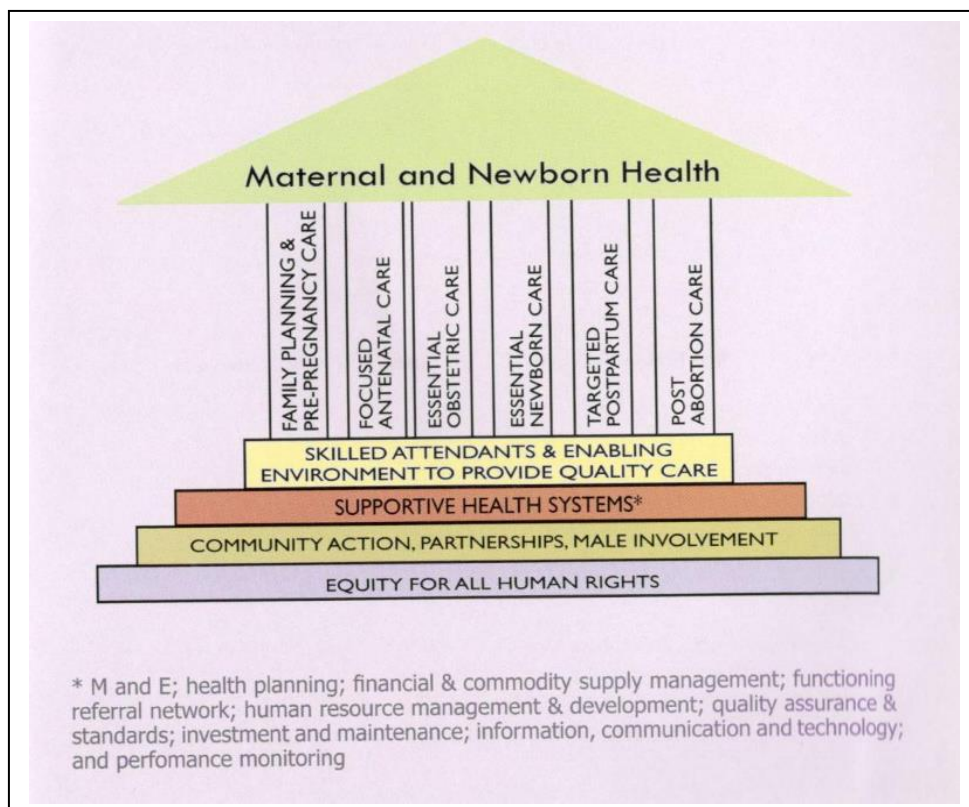 Maternal and Newborn Health
FAMILY PLANNING &
PRE-PREGNANCY CARE
FOCUSED
ANTENATAL CARE
ESSENTIAL
OBSTETRIC CARE
ESSENTIAL
NEWBORN CARE
TARGETED
POSTPARTUM CARE
POST
ABORTION CARE
SKILLED ATTENDANTS & ENABLING
ENVIRONMENT TO PROVIDE QUALITY CARE
SUPPORTIVE HEALTH SYSTEMS*
COMMUNITY ACTION, PARTNERSHIPS, MALE INVOLVEMENT
EQUITY FOR ALL HUMAN RIGHTS
* M and E; health planning; financial & commodity supply management; functioning
referral network; human resource management & development; quality assurance &
standards; investment and maintenance; information, communication and technology;
and perfomance monitoring